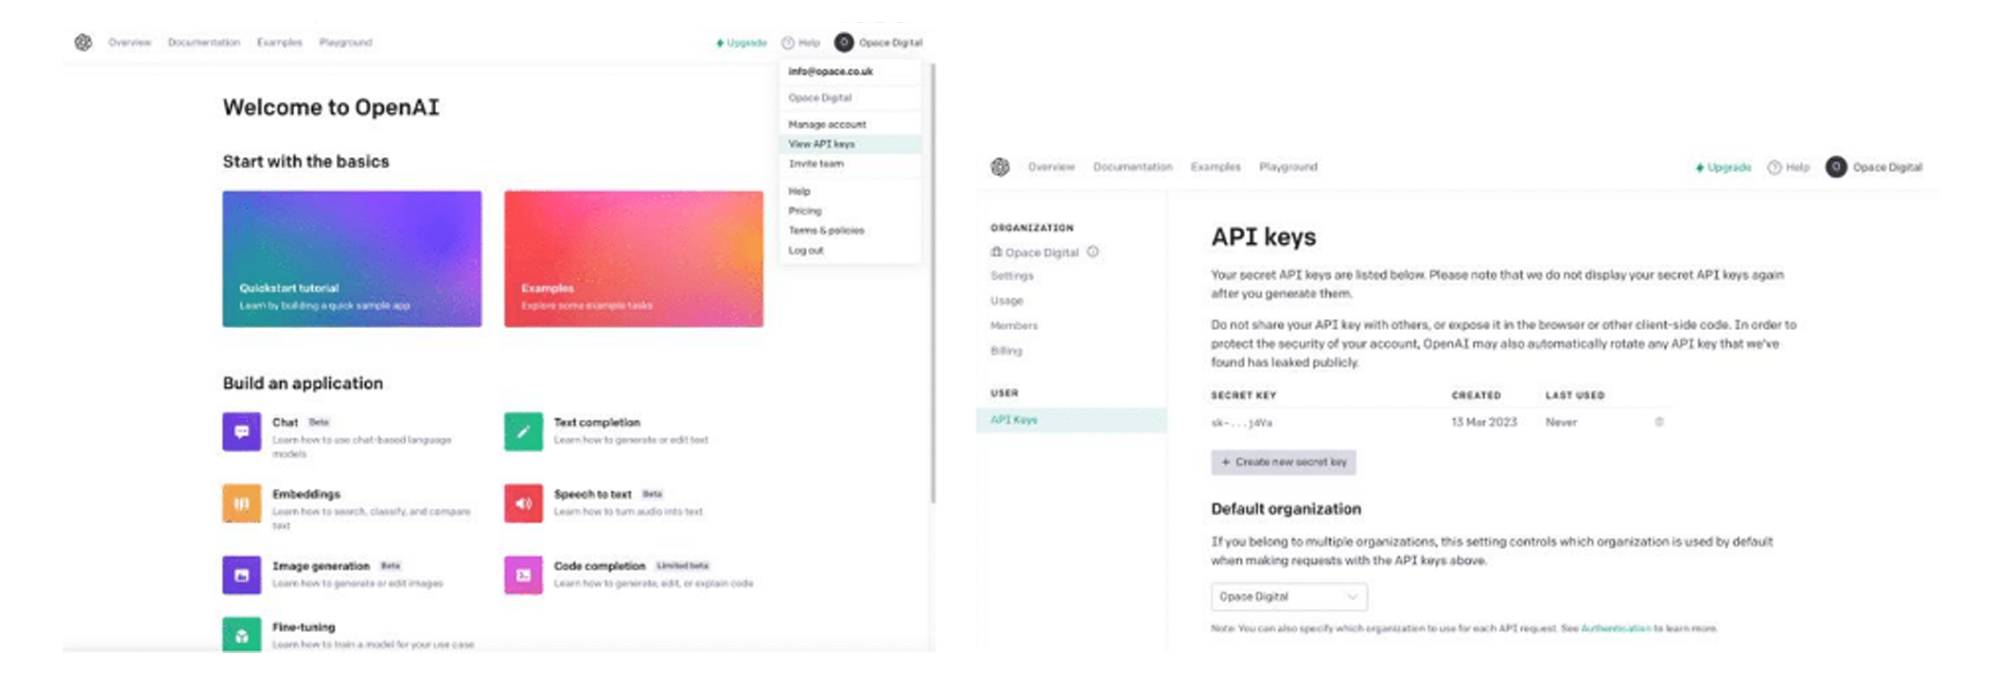 Overview Documentation Examples Playground
Upgrade Help O Opace Digital
info@opace.co.uk
Opace Digital
Manage account
View API keys
Invite team
Help
Pricing
Terms & policies
Log out
Welcome to OpenAI
Start with the basics
Quickstart tutorial
Learn by building a quick sample app
Examples
Explore some example tasks
Build an application
Chat Beta
Learn how to use chat-based language
models
Text completion
Learn how to generate or edit text
Embeddings
Learn how to search, classify, and compare
text
Speech to text Beta
Learn how to turn audio into text
Image generation Beta
Learn how to generate or edit images
Code completion Limited beta
Learn how to generate, edit, or explain code
Fine-tuning
Learn how to train a model for your use case
Overview Documentation Examples Playground
Upgrade Help O Opace Digital
ORGANIZATION
Opace Digital
Settings
Usage
Members
Billing
USER
API Keys
API keys
Your secret API keys are listed below. Please note that we do not display your secret API keys again
after you generate them.
Do not share your API key with others, or expose it in the browser or other client-side code. In order to
protect the security of your account, OpenAI may also automatically rotate any API key that we've
found has leaked publicly.
SECRET KEY CREATED LAST USED
sk-...j4Va 13 Mar 2023 Never
+ Create new secret key
Default organization
If you belong to multiple organizations, this setting controls which organization is used by default
when making requests with the API keys above.
Opace Digital
Note: You can also specify which organization to use for each API request. See Authentication to learn more.